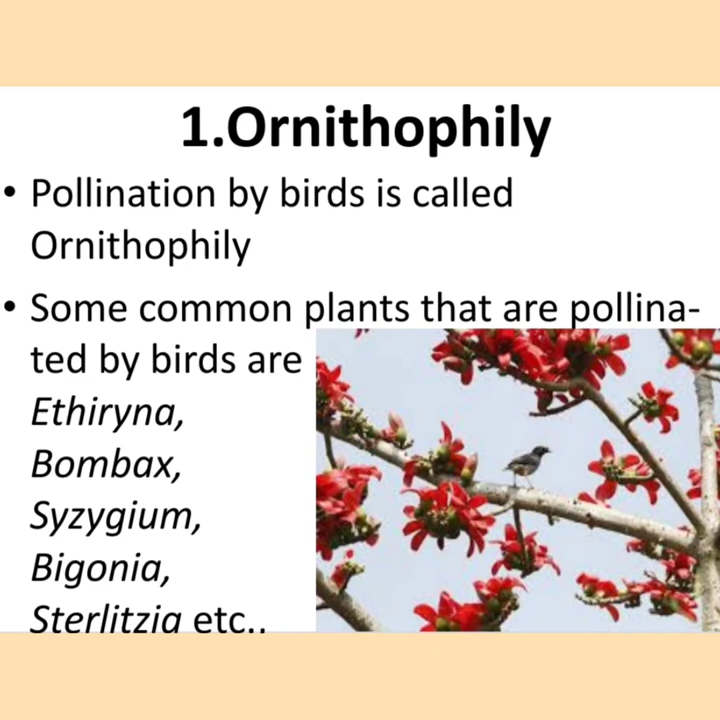 1.Ornithophily
• Pollination by birds is called
Ornithophily
• Some common plants that are pollina-
ted by birds are
Ethiryna,
Bombax,
Syzygium,
Bigonia,
Sterlitzia etc..